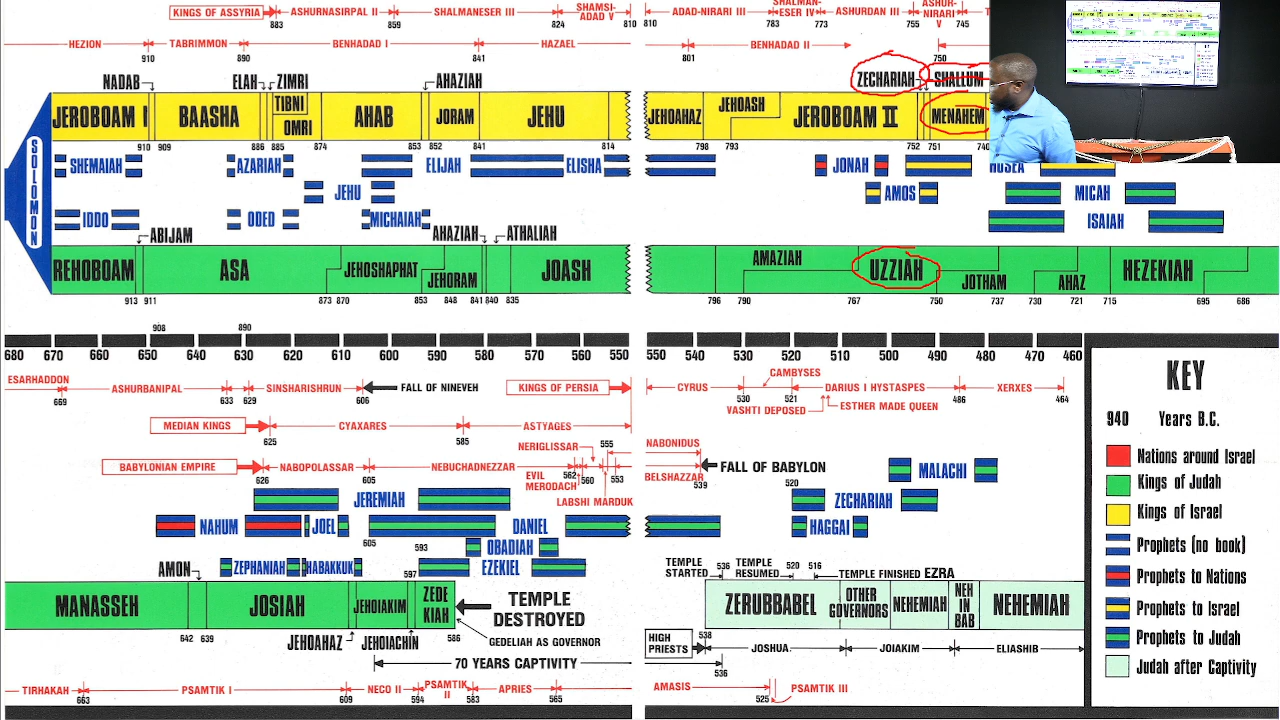 KINGS OF ASSYRIA ASHURNASIRPAL II SHALMANESER III SHAMSI-ADAD V ADAD-NIRARI III SHALMAN-ESER IV ASHURDAN III ASHUR-NIRARI V
883 859 824 810 810 783 773 755 745
HEZION TABRIMMON BENHADAD I HAZAEL BENHADAD II
910 890 841 801 750
NADAB ELAH ZIMRI AHAZIAH ZECHARIAH SHALLUM
JEROBOAM I BAASHA TIBNI OMRI AHAB JORAM JEHU JEHOAHAZ JEHOASH JEROBOAM II MENAHEM
910 909 886 885 874 853 852 841 814 798 793 752 751 740
SOLOMON
SHEMAIAH AZARIAH ELIJAH ELISHA JONAH HOSEA
JEHU AMOS MICAH
IDDO ODED MICHAIAH ISAIAH
ABIJAM AHAZIAH ATHALIAH
REHOBOAM ASA JEHOSHAPHAT JEHORAM JOASH AMAZIAH UZZIAH JOTHAM AHAZ HEZEKIAH
913 911 873 870 853 848 841 840 835 796 790 767 750 737 730 721 715 695 686
908 890
680 670 660 650 640 630 620 610 600 590 580 570 560 550 550 540 530 520 510 500 490 480 470 460
ESARHADDON ASHURBANIPAL SINSHARISHRUN FALL OF NINEVEH KINGS OF PERSIA CYRUS CAMBYSES DARIUS I HYSTASPES XERXES
669 633 629 606 530 521 486 464
VASHTI DEPOSED ESTHER MADE QUEEN
MEDIAN KINGS CYAXARES ASTYAGES
625 585
NERIGLISSAR 555 NABONIDUS
BABYLONIAN EMPIRE NABOPOLASSAR NEBUCHADNEZZAR FALL OF BABYLON
626 605 EVIL MERODACH 562 560 553 BELSHAZZAR 539
LABSHI MARDUK
MALACHI
520
JEREMIAH ZECHARIAH
NAHUM JOEL DANIEL HAGGAI
605 593
OBADIAH
ZEPHANIAH HABAKKUK EZEKIEL
AMON 597
TEMPLE STARTED 536 TEMPLE RESUMED 520 516 TEMPLE FINISHED EZRA
MANASSEH JOSIAH JEHOIAKIM ZEDEKIAH TEMPLE DESTROYED
ZERUBBABEL OTHER GOVERNORS NEHEMIAH NEH IN BAB NEHEMIAH
642 639 JEHOAHAZ JEHOIACHIN 586 GEDELIAH AS GOVERNOR
HIGH PRIESTS 538 JOSHUA JOIAKIM ELIASHIB
70 YEARS CAPTIVITY 536
TIRHAKAH PSAMTIK I NECO II PSAMTIK II APRIES AMASIS PSAMTIK III
663 609 594 583 565 525
KEY
940 Years B.C.
Nations around Israel
Kings of Judah
Kings of Israel
Prophets (no book)
Prophets to Nations
Prophets to Israel
Prophets to Judah
Judah after Captivity